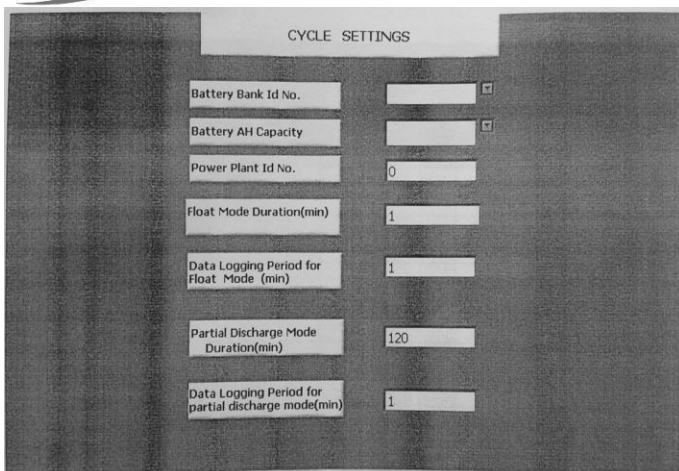 CYCLE SETTINGS
Battery Bank Id No.
Battery AH Capacity
Power Plant Id No.
0
Float Mode Duration(min)
1
Data Logging Period for
Float Mode (min)
1
Partial Discharge Mode
Duration(min)
120
Data Logging Period for
partial discharge mode(min)
1